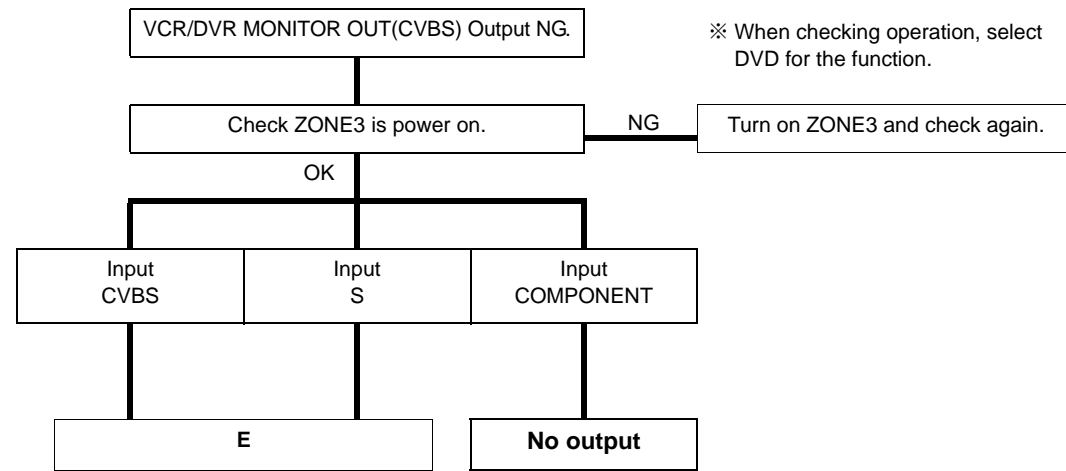 VCR/DVR MONITOR OUT(CVBS) Output NG.
※ When checking operation, select
DVD for the function.
Check ZONE3 is power on.
NG
Turn on ZONE3 and check again.
OK
Input
CVBS
Input
S
Input
COMPONENT
E
No output